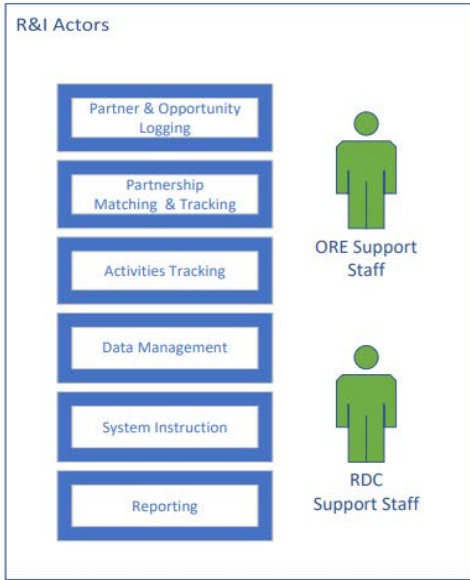 R&I Actors
Partner & Opportunity
Logging
Partnership
Matching & Tracking
Activities Tracking
Data Management
System Instruction
Reporting
ORE Support
Staff
RDC
Support Staff